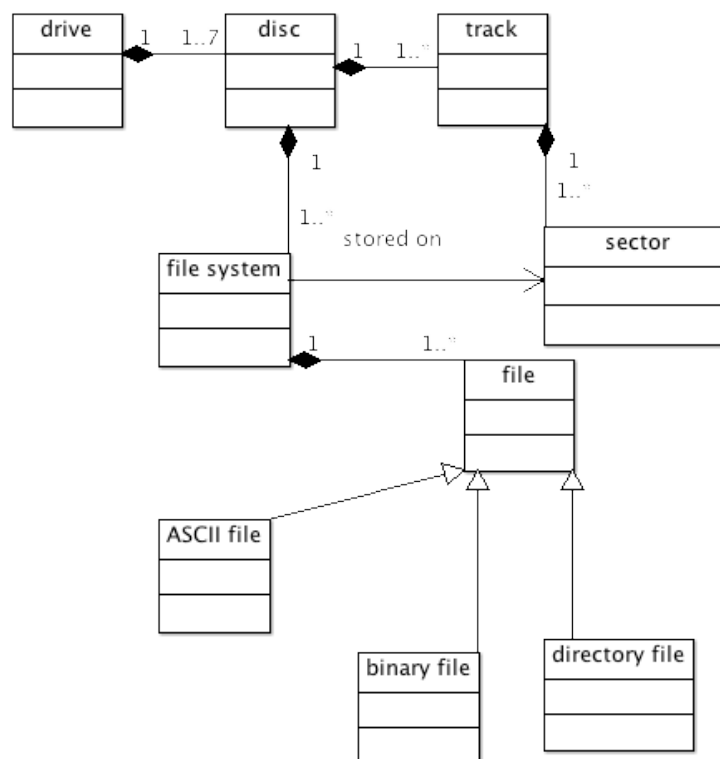 drive
disc
track
1
1..7
1
1..*
1
1
1..*
1..*
stored on
sector
file system
1
1..*
file
ASCII file
binary file
directory file